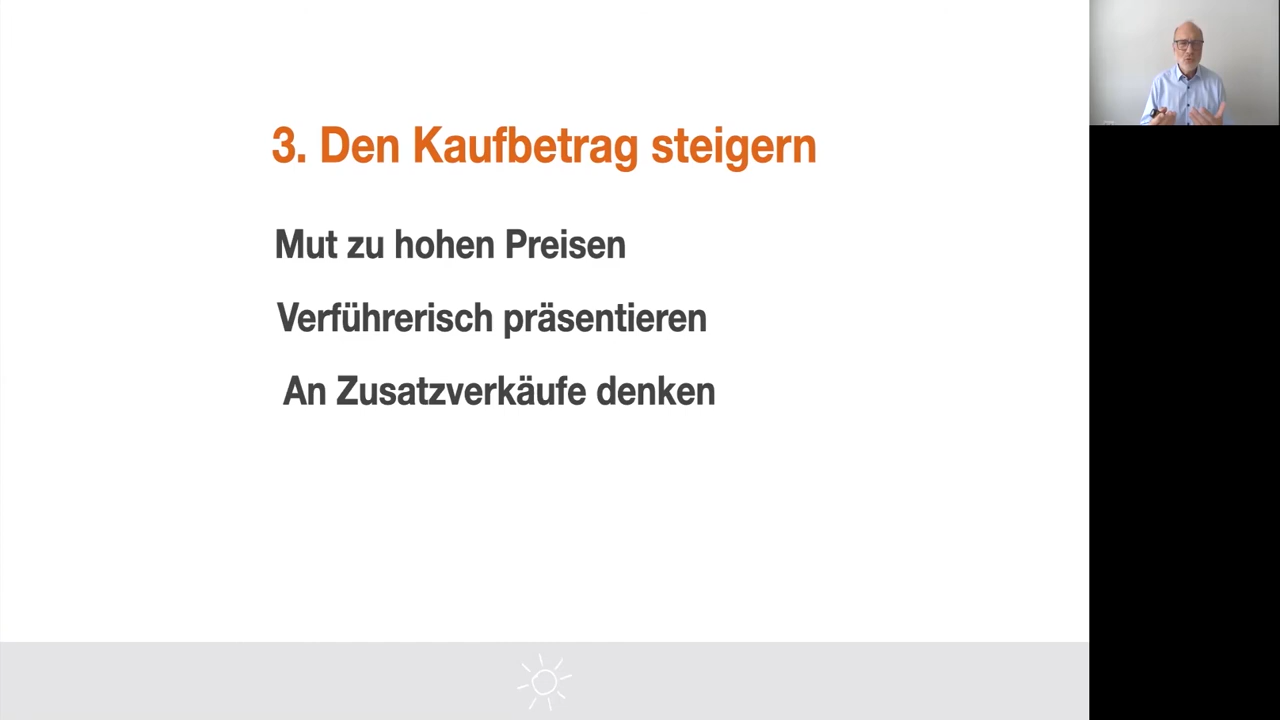 3. Den Kaufbetrag steigern
Mut zu hohen Preisen
Verführerisch präsentieren
An Zusatzverkäufe denken